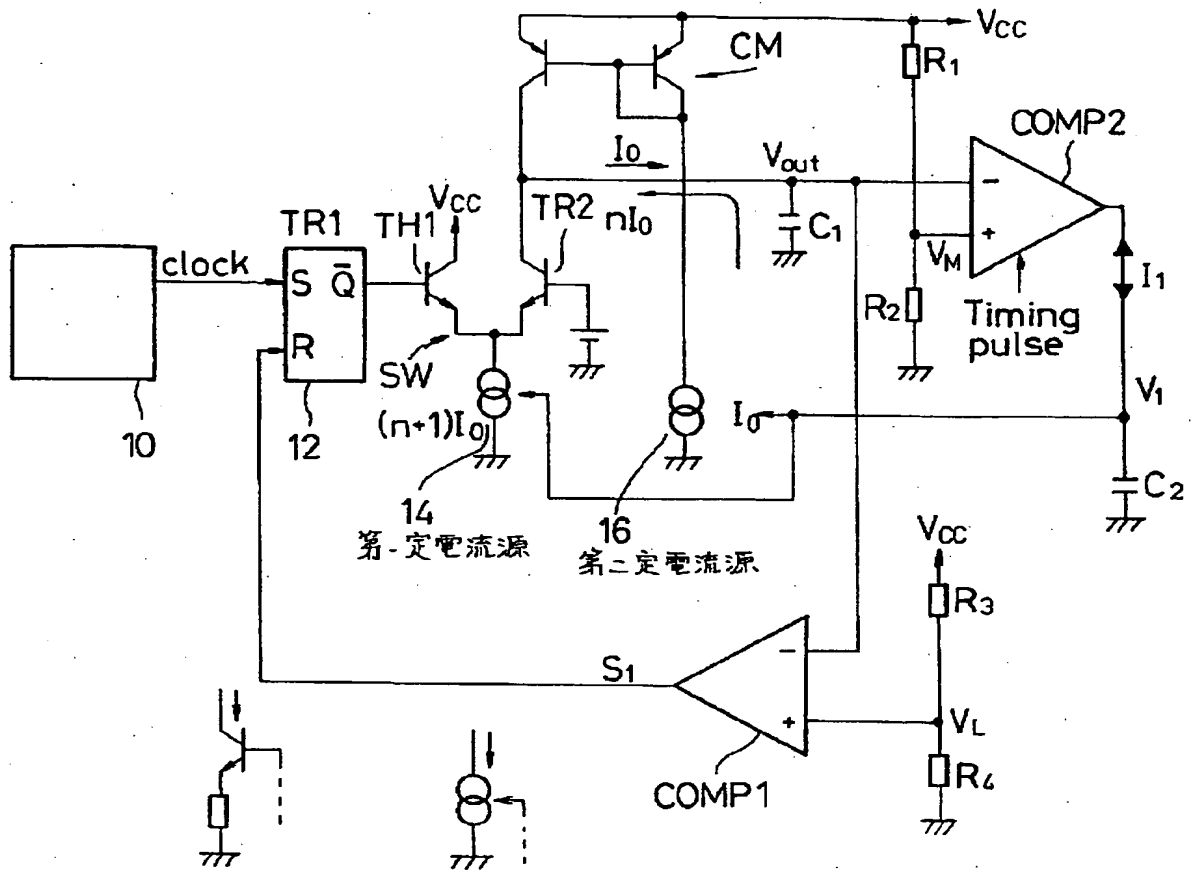 VCC
CM
R1
COMP2
I0
Vout
VCC
TR1
TH1
TR2
nI0
C1
clock
S
Q̄
−
+
VM
I1
R
R2
Timing
pulse
SW
V1
(n+1)I0
I0
10
12
C2
14
16
VCC
第一定電流源
第二定電流源
R3
S1
−
+
VL
COMP1
R4